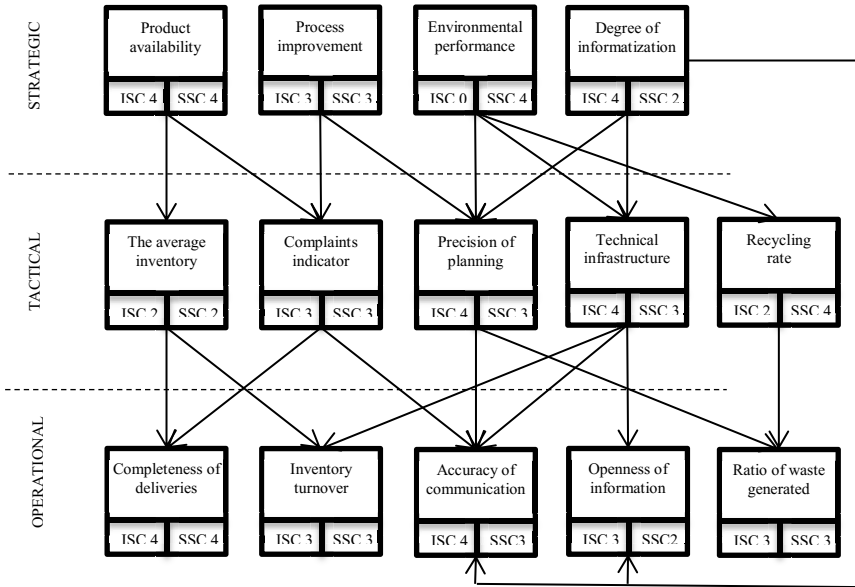 STRATEGIC
Product
availability
ISC 4 SSC 4
Process
improvement
ISC 3 SSC 3
Environmental
performance
ISC 0 SSC 4
Degree of
informatization
ISC 4 SSC 2
TACTICAL
The average
inventory
ISC 2 SSC 2
Complaints
indicator
ISC 3 SSC 3
Precision of
planning
ISC 4 SSC 3
Technical
infrastructure
ISC 4 SSC 3
Recycling
rate
ISC 2 SSC 4
OPERATIONAL
Completeness of
deliveries
ISC 4 SSC 4
Inventory
turnover
ISC 3 SSC 3
Accuracy of
communication
ISC 4 SSC3
Openness of
information
ISC 3 SSC2
Ratio of waste
generated
ISC 3 SSC 3